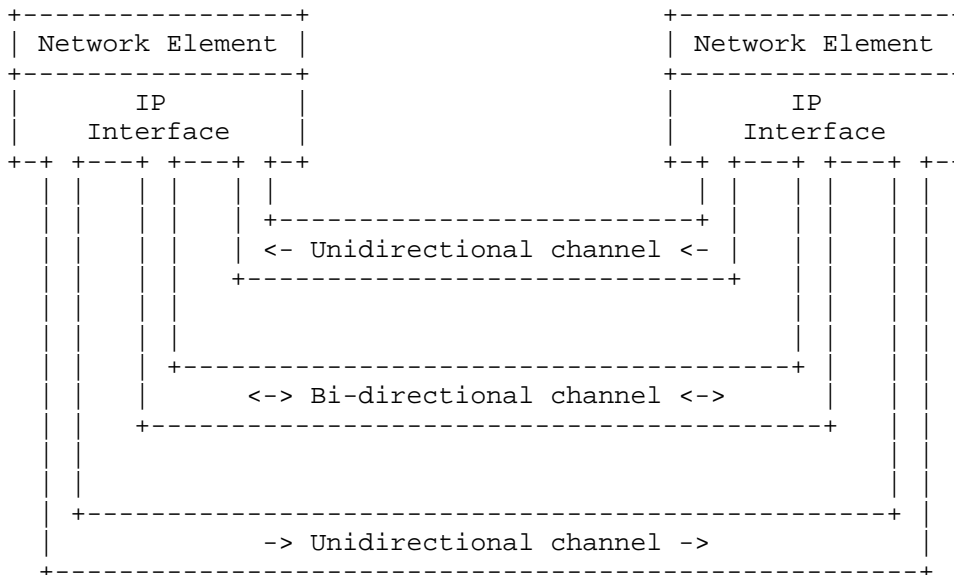 Network Element Network Element
IP IP
Interface Interface
<- Unidirectional channel <-
<-> Bi-directional channel <->
-> Unidirectional channel ->